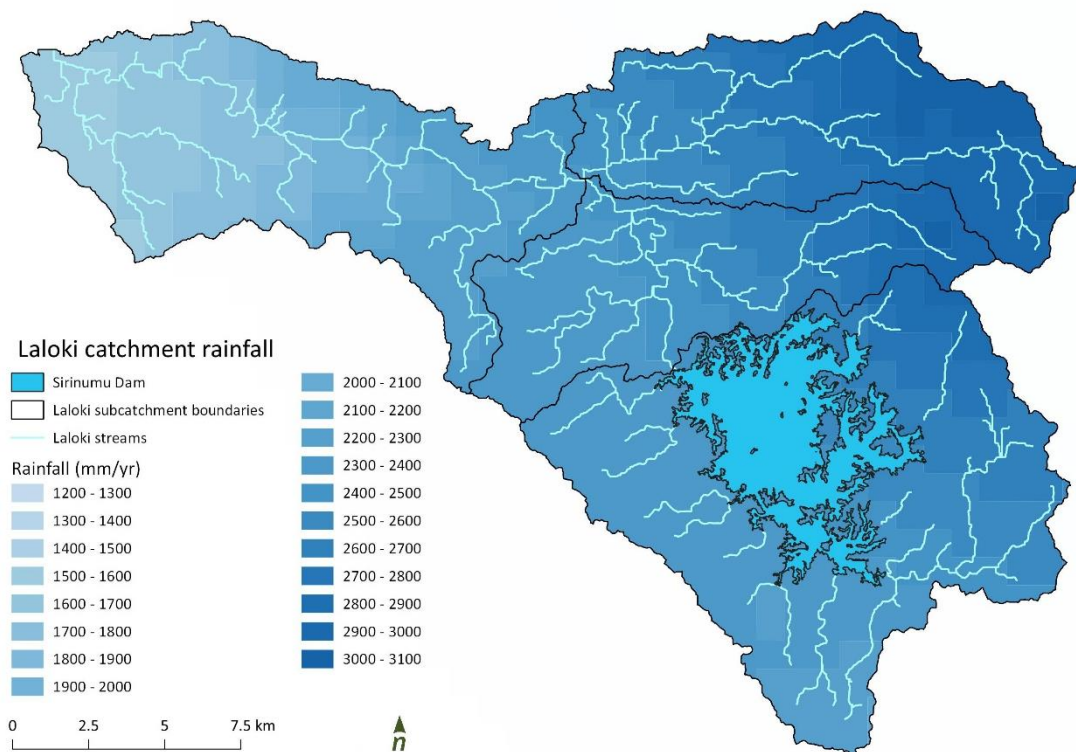 Laloki catchment rainfall
Sirinumu Dam
Laloki subcatchment boundaries
Laloki streams
Rainfall (mm/yr)
1200 - 1300
1300 - 1400
1400 - 1500
1500 - 1600
1600 - 1700
1700 - 1800
1800 - 1900
1900 - 2000
2000 - 2100
2100 - 2200
2200 - 2300
2300 - 2400
2400 - 2500
2500 - 2600
2600 - 2700
2700 - 2800
2800 - 2900
2900 - 3000
3000 - 3100
0 2.5 5 7.5 km
n